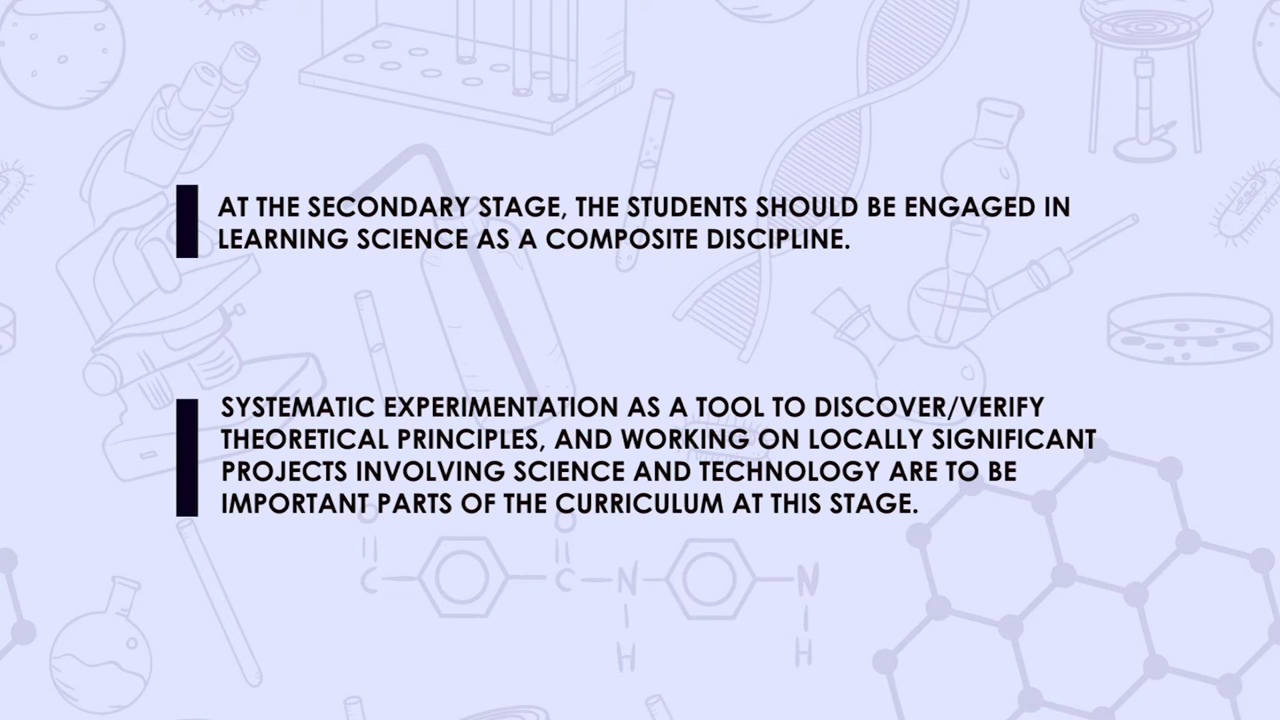 AT THE SECONDARY STAGE, THE STUDENTS SHOULD BE ENGAGED IN
LEARNING SCIENCE AS A COMPOSITE DISCIPLINE.
SYSTEMATIC EXPERIMENTATION AS A TOOL TO DISCOVER/VERIFY
THEORETICAL PRINCIPLES, AND WORKING ON LOCALLY SIGNIFICANT
PROJECTS INVOLVING SCIENCE AND TECHNOLOGY ARE TO BE
IMPORTANT PARTS OF THE CURRICULUM AT THIS STAGE.
O O
C C N N
H H